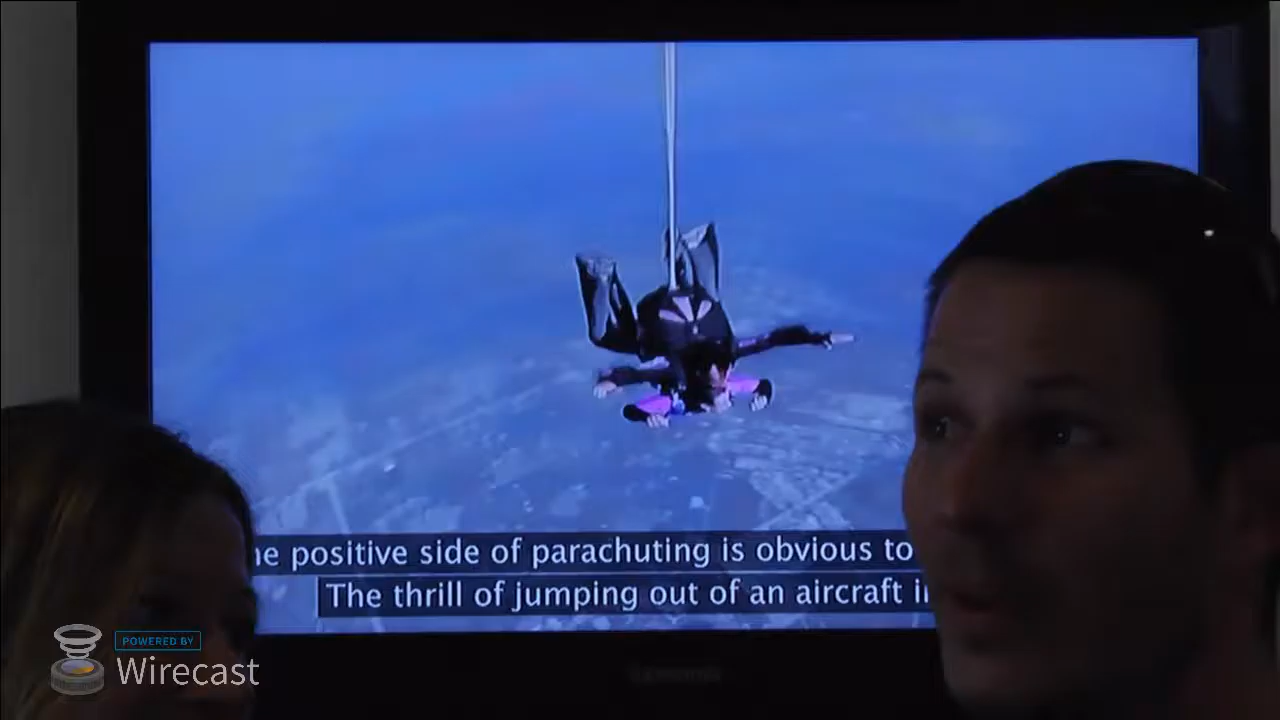 he positive side of parachuting is obvious to
The thrill of jumping out of an aircraft i
POWERED BY
Wirecast